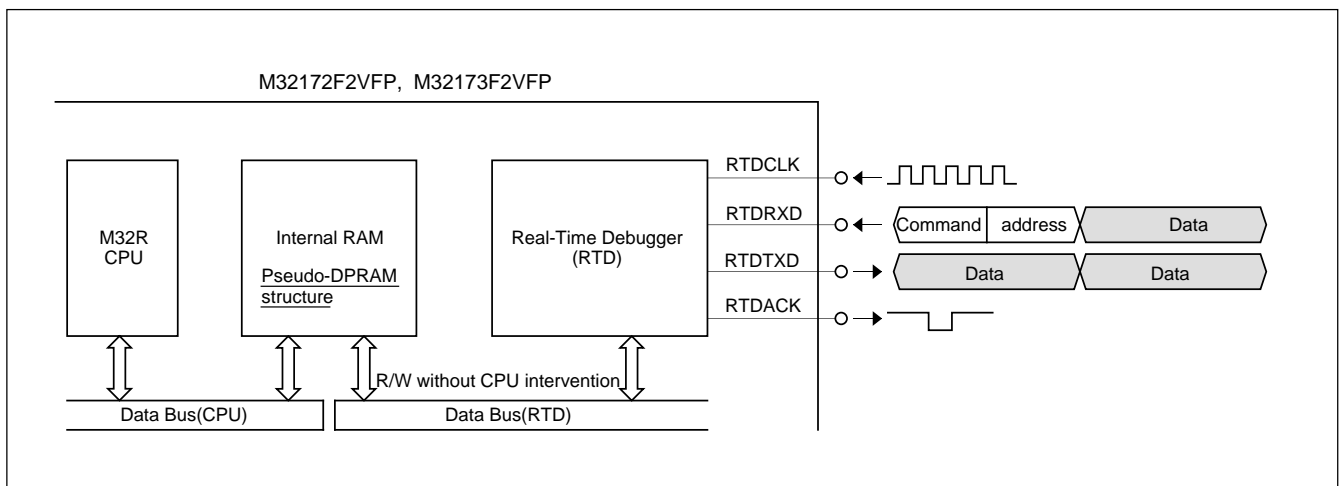 M32172F2VFP, M32173F2VFP
M32R
CPU
Internal RAM
Pseudo-DPRAM
structure
Real-Time Debugger
(RTD)
RTDCLK
RTDRXD
Command
address
Data
RTDTXD
Data
Data
RTDACK
R/W without CPU intervention
Data Bus(CPU)
Data Bus(RTD)